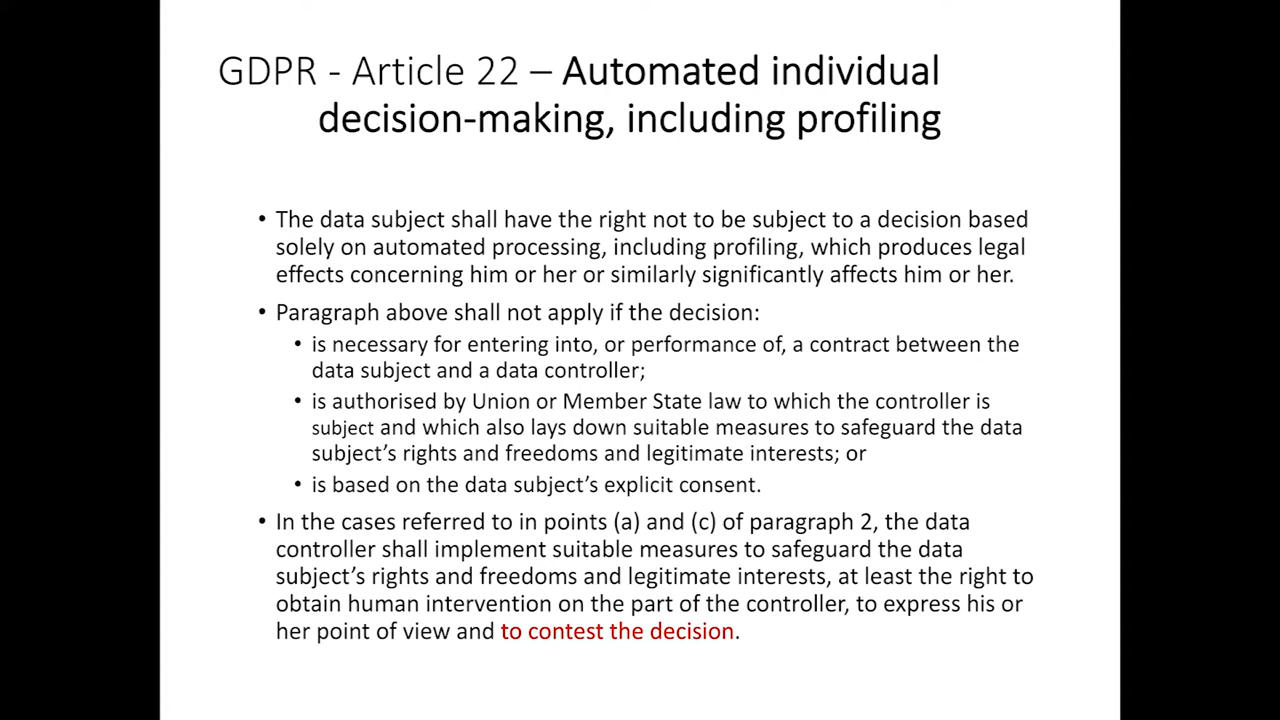 GDPR - Article 22 – Automated individual
decision-making, including profiling
• The data subject shall have the right not to be subject to a decision based
solely on automated processing, including profiling, which produces legal
effects concerning him or her or similarly significantly affects him or her.
• Paragraph above shall not apply if the decision:
• is necessary for entering into, or performance of, a contract between the
data subject and a data controller;
• is authorised by Union or Member State law to which the controller is
subject and which also lays down suitable measures to safeguard the data
subject’s rights and freedoms and legitimate interests; or
• is based on the data subject’s explicit consent.
• In the cases referred to in points (a) and (c) of paragraph 2, the data
controller shall implement suitable measures to safeguard the data
subject’s rights and freedoms and legitimate interests, at least the right to
obtain human intervention on the part of the controller, to express his or
her point of view and to contest the decision.